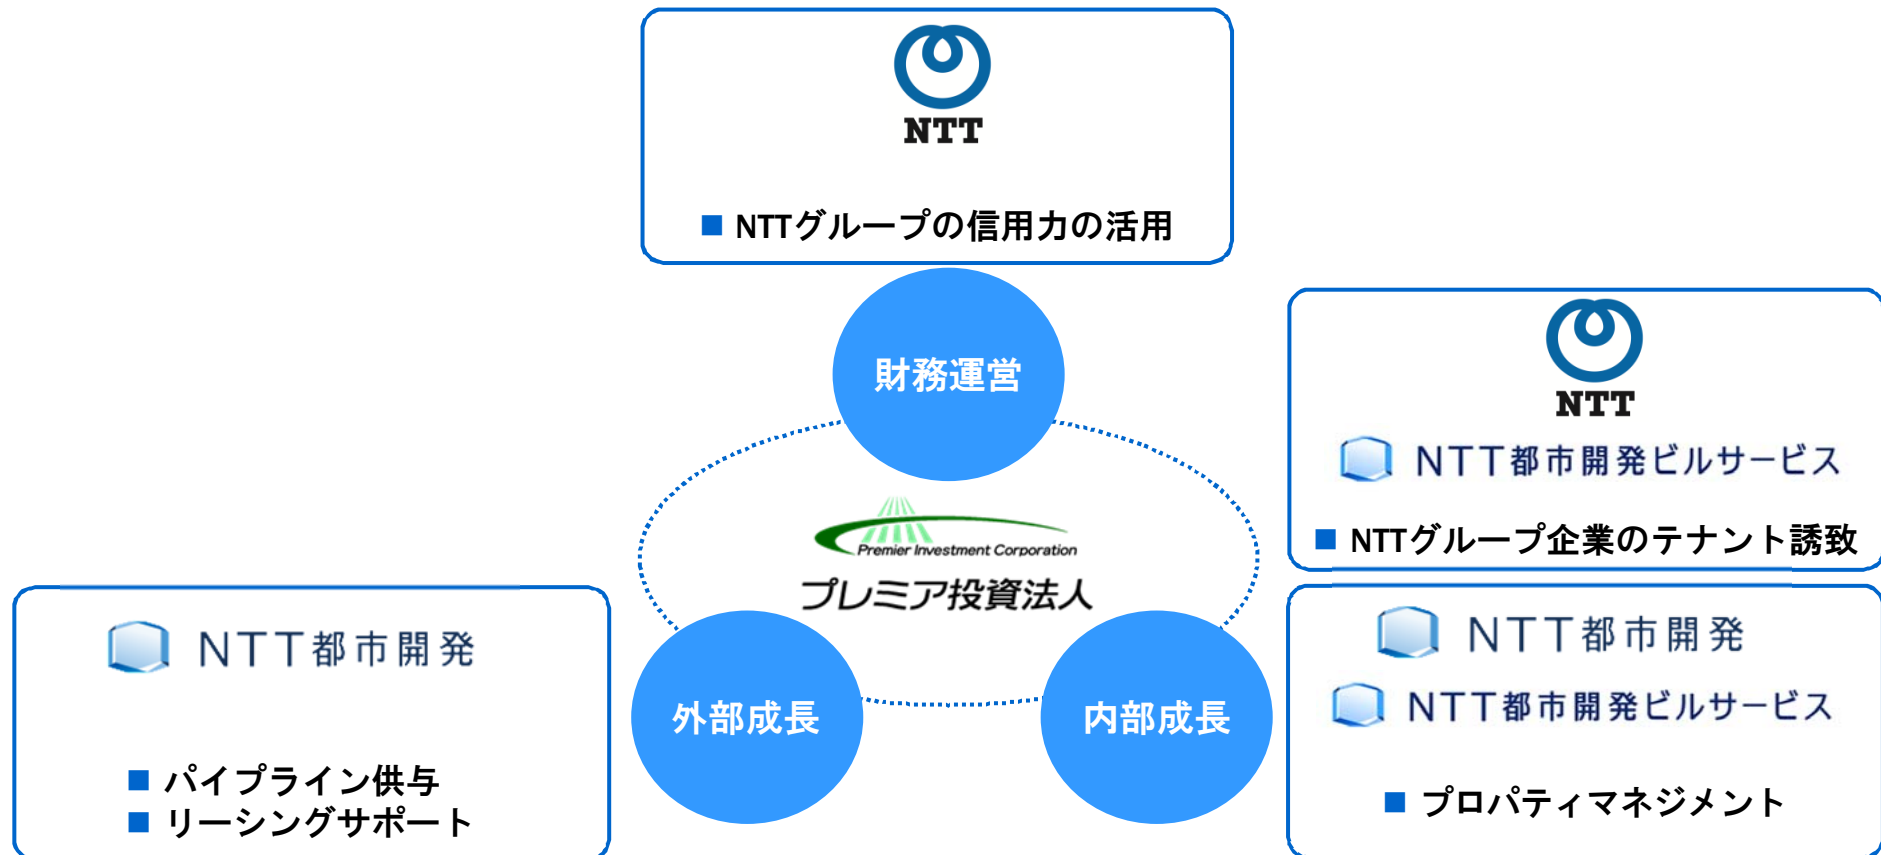 NTT
NTTグループの信用力の活用
財務運営
NTT
NTT都市開発ビルサービス
NTTグループ企業のテナント誘致
Premier Investment Corporation
プレミア投資法人
NTT都市開発
パイプライン供与
リーシングサポート
外部成長
内部成長
NTT都市開発
NTT都市開発ビルサービス
プロパティマネジメント